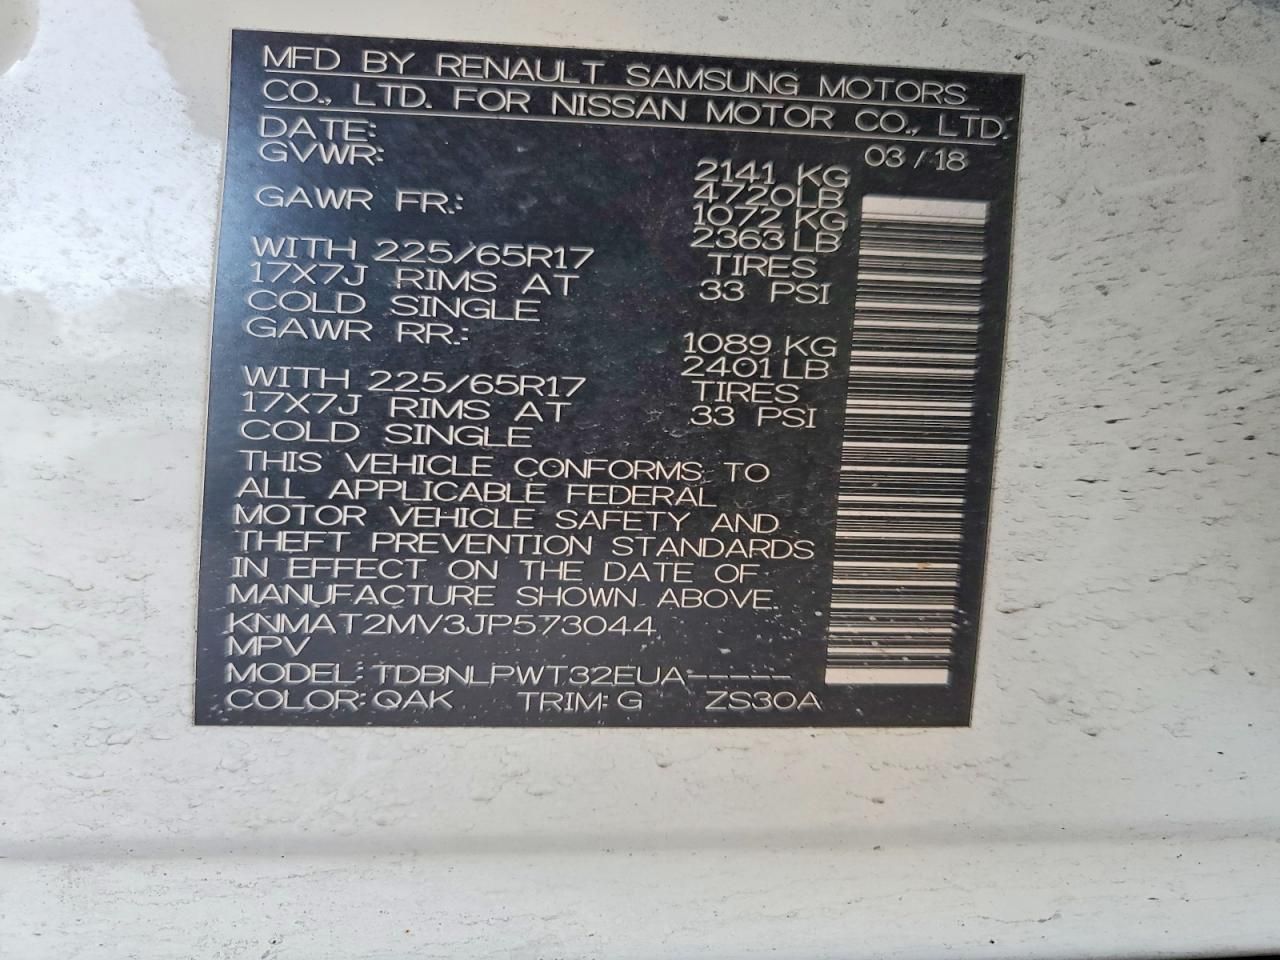 MFD BY RENAULT SAMSUNG MOTORS
CO., LTD. FOR NISSAN MOTOR CO., LTD.
DATE: 03 / 18
GVWR: 2141 KG
4720LB
GAWR FR.: 1072 KG
2363 LB
WITH 225/65R17 TIRES
17X7J RIMS AT 33 PSI
COLD SINGLE
GAWR RR.: 1089 KG
2401 LB
WITH 225/65R17 TIRES
17X7J RIMS AT 33 PSI
COLD SINGLE
THIS VEHICLE CONFORMS TO
ALL APPLICABLE FEDERAL
MOTOR VEHICLE SAFETY AND
THEFT PREVENTION STANDARDS
IN EFFECT ON THE DATE OF
MANUFACTURE SHOWN ABOVE
KNMAT2MV3JP573044
MPV
MODEL: TDBNLPWT32EUA-----
COLOR: QAK TRIM: G ZS30A